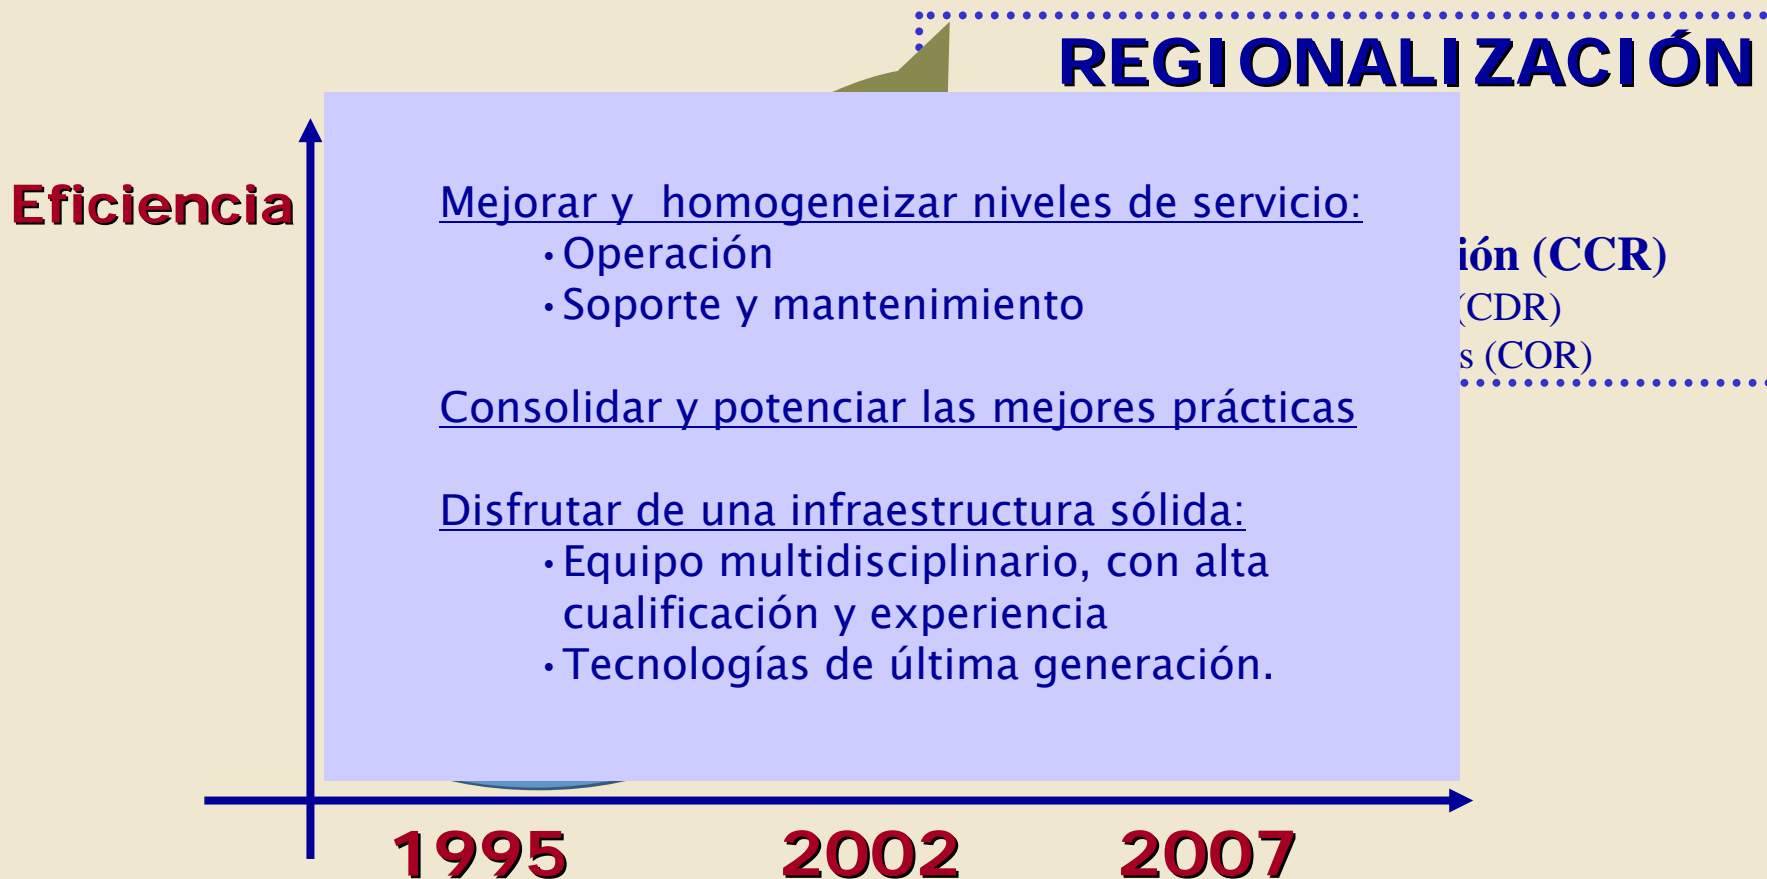 REGIONALIZACIÓN
Eficiencia
Mejorar y homogeneizar niveles de servicio:
• Operación
• Soporte y mantenimiento
Consolidar y potenciar las mejores prácticas
Disfrutar de una infraestructura sólida:
• Equipo multidisciplinario, con alta
cualificación y experiencia
• Tecnologías de última generación.
(CCR)
(CDR)
(COR)
1995 2002 2007